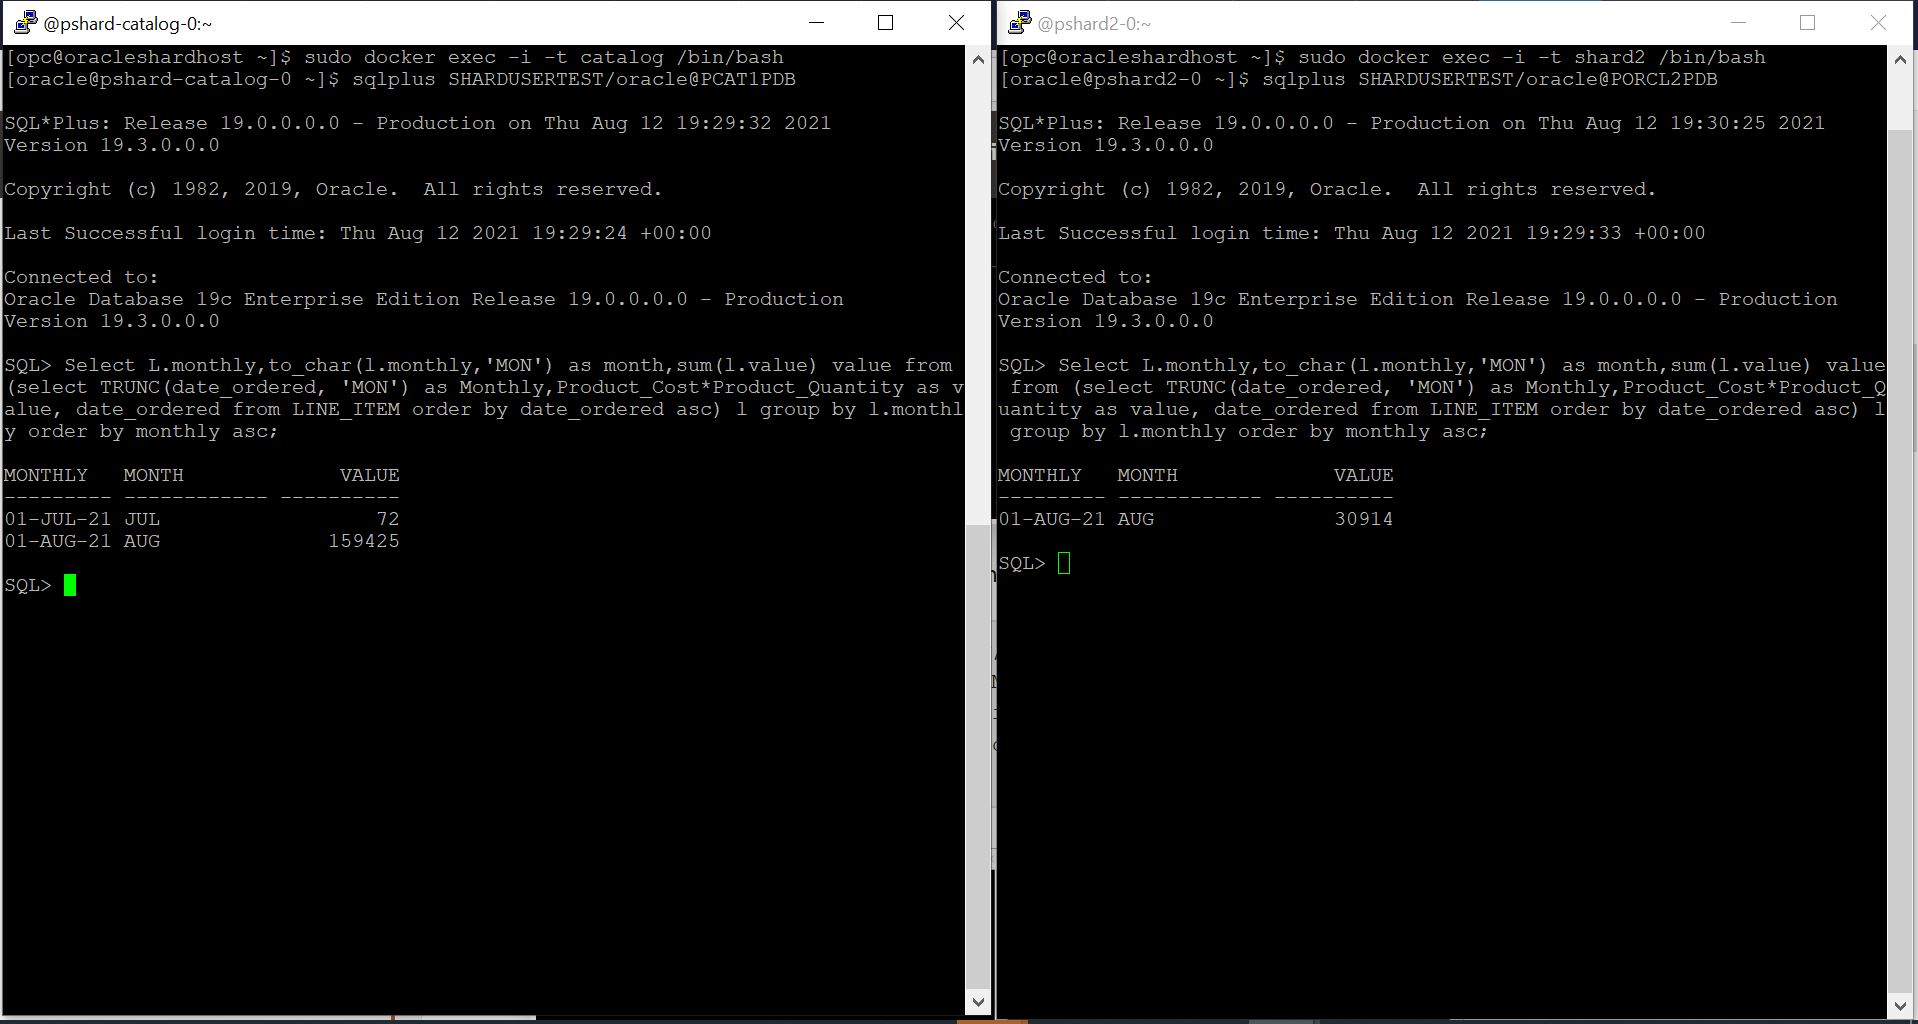 @pshard-catalog-0:~
[opc@oracleshardhost ~]$ sudo docker exec -i -t catalog /bin/bash
[oracle@pshard-catalog-0 ~]$ sqlplus SHARDUSERTEST/oracle@PCAT1PDB
SQL*Plus: Release 19.0.0.0.0 - Production on Thu Aug 12 19:29:32 2021
Version 19.3.0.0.0
Copyright (c) 1982, 2019, Oracle.  All rights reserved.
Last Successful login time: Thu Aug 12 2021 19:29:24 +00:00
Connected to:
Oracle Database 19c Enterprise Edition Release 19.0.0.0.0 - Production
Version 19.3.0.0.0
SQL> Select L.monthly,to_char(l.monthly,'MON') as month,sum(l.value) value from
(select TRUNC(date_ordered, 'MON') as Monthly,Product_Cost*Product_Quantity as v
alue, date_ordered from LINE_ITEM order by date_ordered asc) l group by l.monthl
y order by monthly asc;
MONTHLY   MONTH             VALUE
--------- ------------ ----------
01-JUL-21 JUL                  72
01-AUG-21 AUG              159425
SQL>
@pshard2-0:~
[opc@oracleshardhost ~]$ sudo docker exec -i -t shard2 /bin/bash
[oracle@pshard2-0 ~]$ sqlplus SHARDUSERTEST/oracle@PORCL2PDB
SQL*Plus: Release 19.0.0.0.0 - Production on Thu Aug 12 19:30:25 2021
Version 19.3.0.0.0
Copyright (c) 1982, 2019, Oracle.  All rights reserved.
Last Successful login time: Thu Aug 12 2021 19:29:33 +00:00
Connected to:
Oracle Database 19c Enterprise Edition Release 19.0.0.0.0 - Production
Version 19.3.0.0.0
SQL> Select L.monthly,to_char(l.monthly,'MON') as month,sum(l.value) value
 from (select TRUNC(date_ordered, 'MON') as Monthly,Product_Cost*Product_Q
uantity as value, date_ordered from LINE_ITEM order by date_ordered asc) l
 group by l.monthly order by monthly asc;
MONTHLY   MONTH             VALUE
--------- ------------ ----------
01-AUG-21 AUG               30914
SQL>